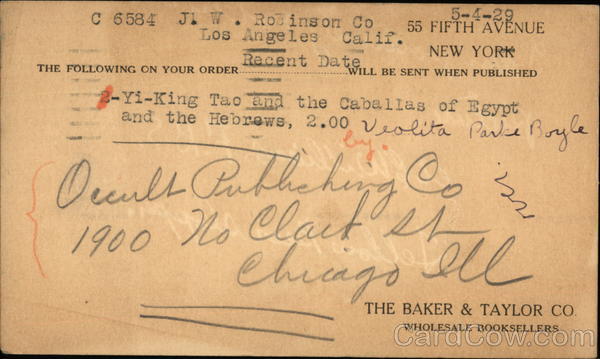 5-4-29
C 6584 J. W. Robinson Co
55 FIFTH AVENUE
Los Angeles Calif.
NEW YORK
Recent Date
THE FOLLOWING ON YOUR ORDER WILL BE SENT WHEN PUBLISHED
2-Yi-King Tao and the Caballas of Egypt
and the Hebrews, 2.00 Veolita Parke Boyle
by:
Occult Publishing Co
1900 No Clark St
Chicago Ill
THE BAKER & TAYLOR CO.
WHOLESALE BOOKSELLERS
CardCow.com